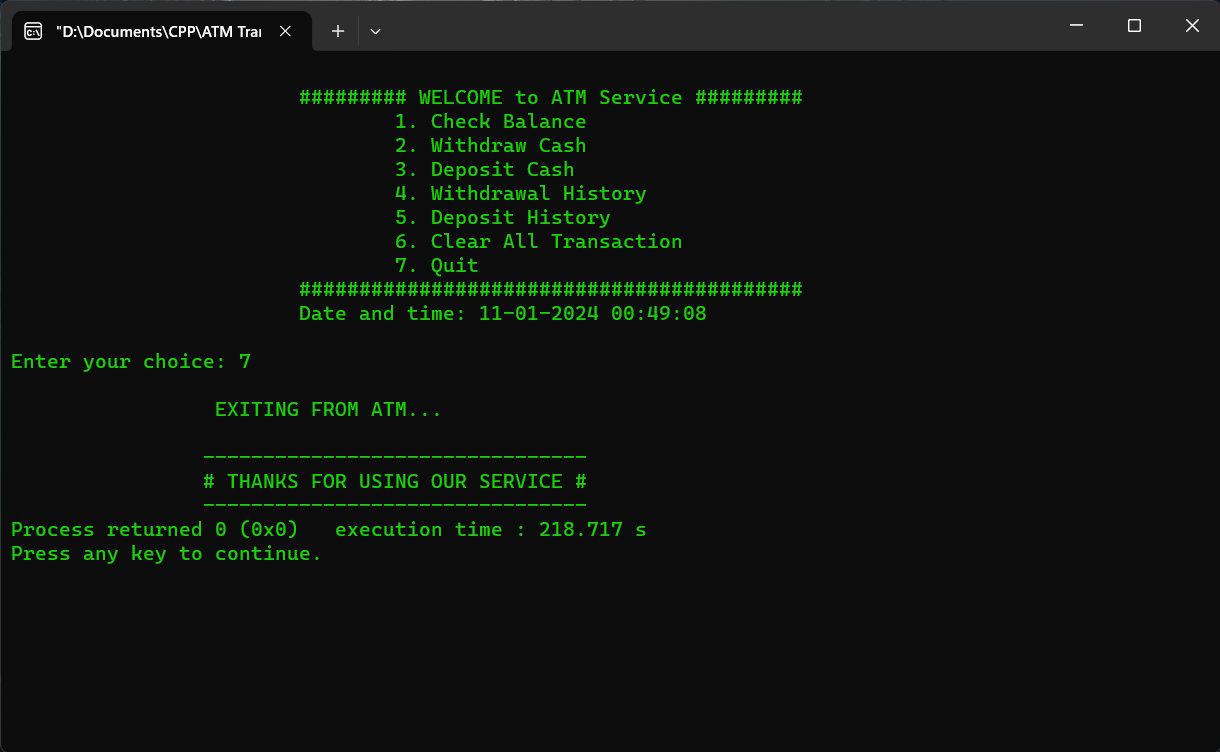 "D:\Documents\CPP\ATM Trai
######### WELCOME to ATM Service #########
1. Check Balance
2. Withdraw Cash
3. Deposit Cash
4. Withdrawal History
5. Deposit History
6. Clear All Transaction
7. Quit
##########################################
Date and time: 11-01-2024 00:49:08
Enter your choice: 7
EXITING FROM ATM...
--------------------------------
# THANKS FOR USING OUR SERVICE #
--------------------------------
Process returned 0 (0x0)   execution time : 218.717 s
Press any key to continue.